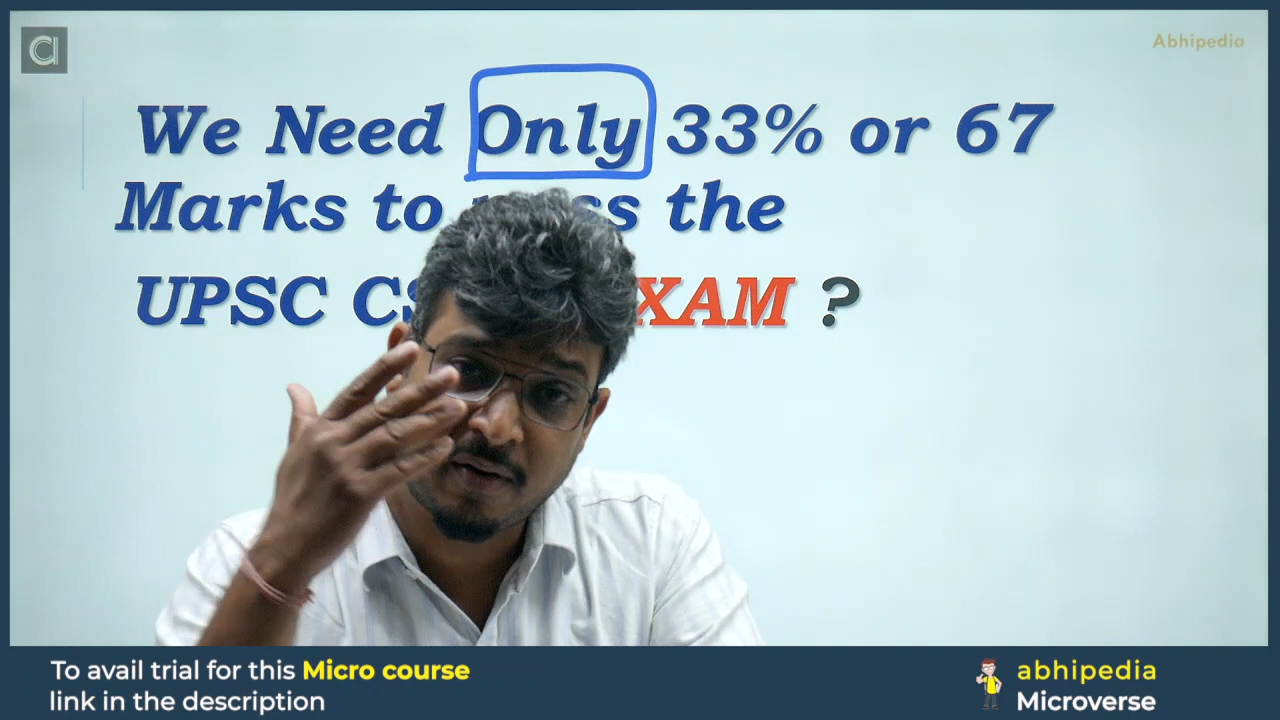 Abhipedia
We Need Only 33% or 67
Marks to the
UPSC
?
To avail trial for this Micro course
link in the description
abhipedia
Microverse